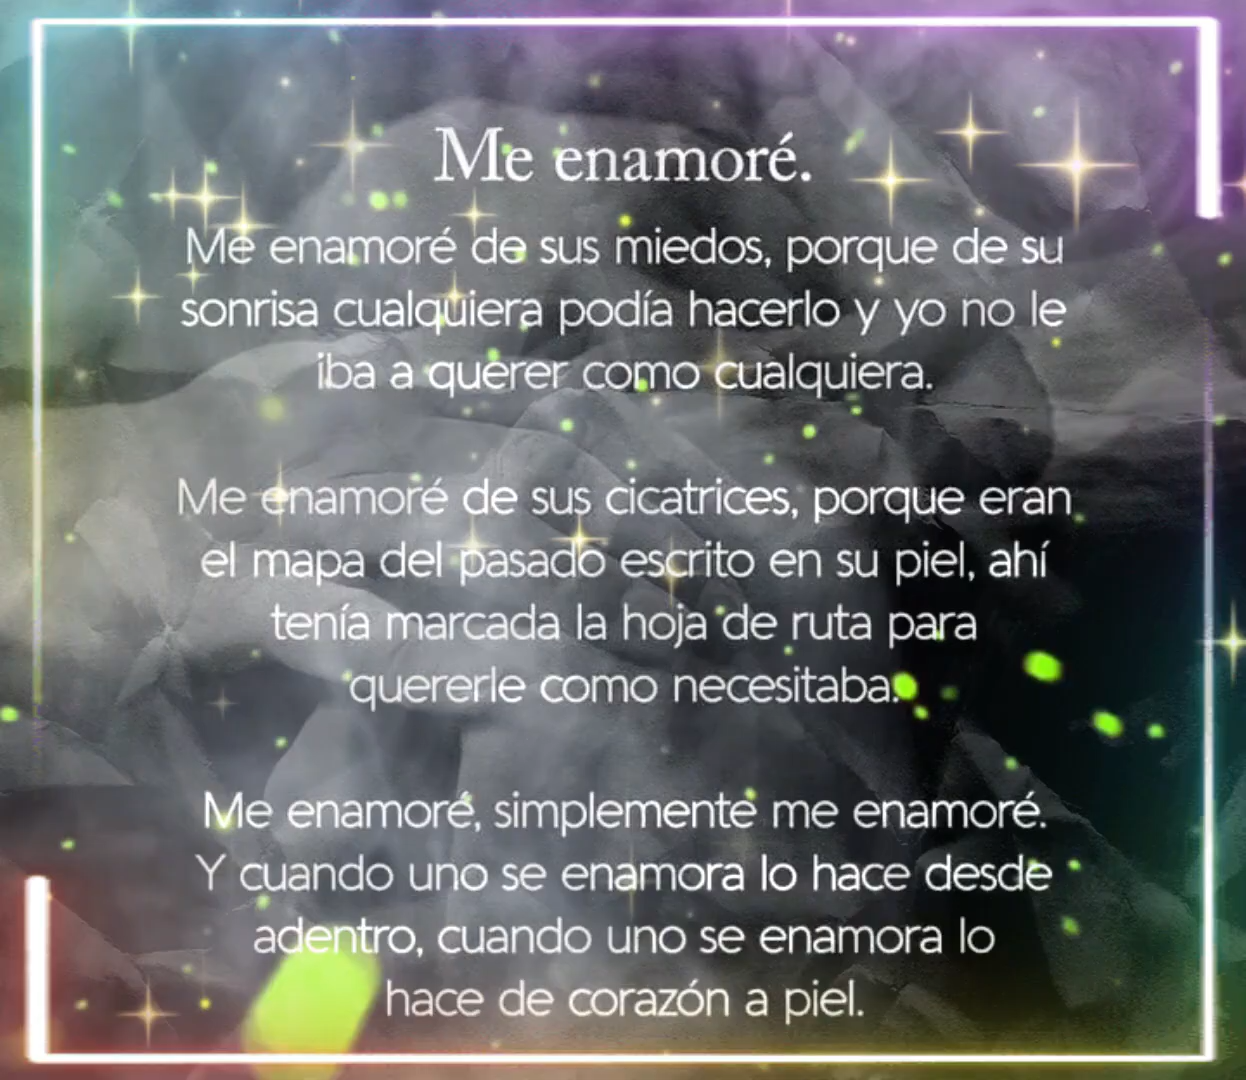 Me enamoré.
Me enamoré de sus miedos, porque de su
sonrisa cualquiera podía hacerlo y yo no le
iba a querer como cualquiera.
Me enamoré de sus cicatrices, porque eran
el mapa del pasado escrito en su piel, ahí
tenía marcada la hoja de ruta para
quererle como necesitaba.
Me enamoré, simplemente me enamoré.
Y cuando uno se enamora lo hace desde
adentro, cuando uno se enamora lo
hace de corazón a piel.